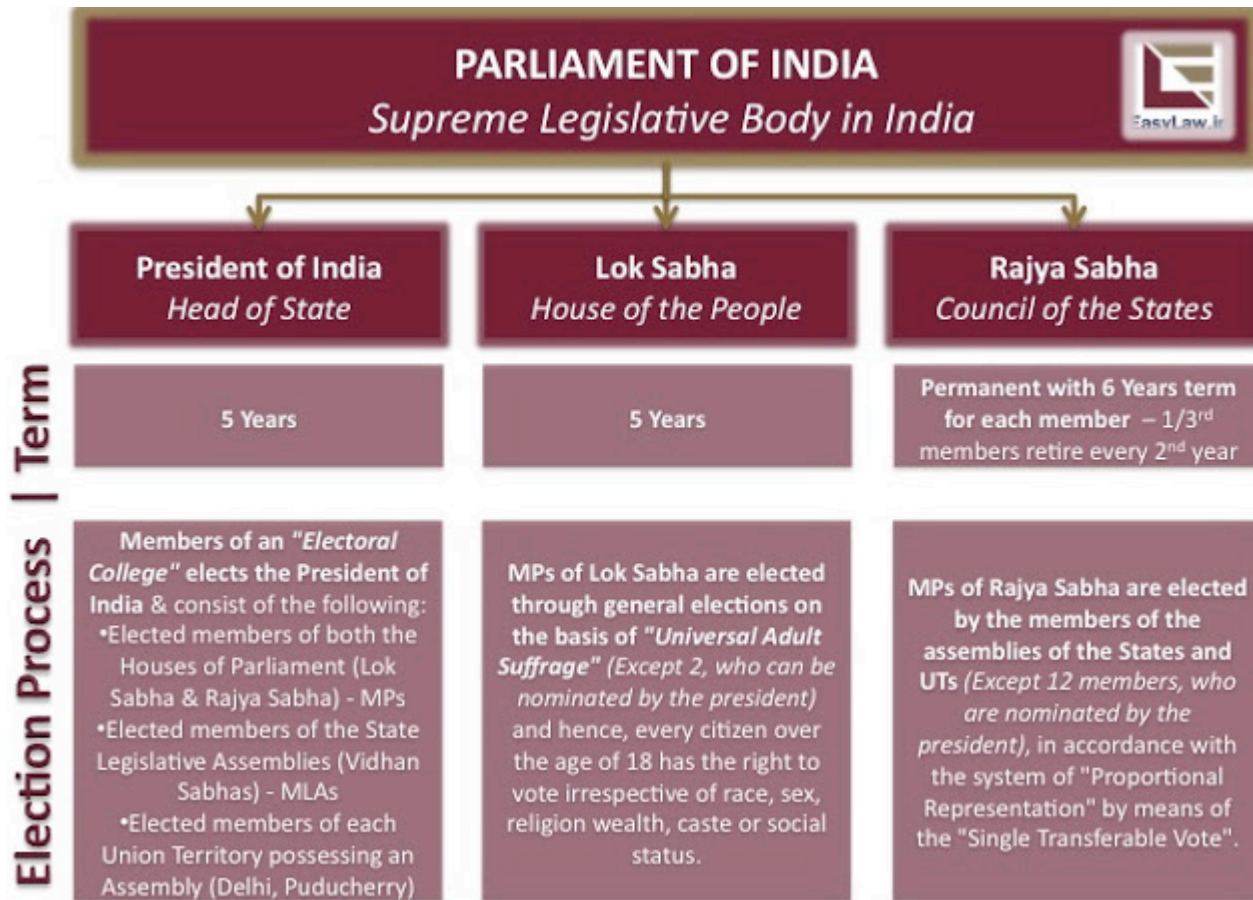 PARLIAMENT OF INDIA
Supreme Legislative Body in India
EasyLaw.in
President of India
Head of State
Lok Sabha
House of the People
Rajya Sabha
Council of the States
Term
5 Years
5 Years
Permanent with 6 Years term
for each member – 1/3rd
members retire every 2nd year
Election Process |
Members of an "Electoral
College" elects the President of
India & consist of the following:
•Elected members of both the
Houses of Parliament (Lok
Sabha & Rajya Sabha) - MPs
•Elected members of the State
Legislative Assemblies (Vidhan
Sabhas) - MLAs
•Elected members of each
Union Territory possessing an
Assembly (Delhi, Puducherry)
MPs of Lok Sabha are elected
through general elections on
the basis of "Universal Adult
Suffrage" (Except 2, who can be
nominated by the president)
and hence, every citizen over
the age of 18 has the right to
vote irrespective of race, sex,
religion wealth, caste or social
status.
MPs of Rajya Sabha are elected
by the members of the
assemblies of the States and
UTs (Except 12 members, who
are nominated by the
president), in accordance with
the system of "Proportional
Representation" by means of
the "Single Transferable Vote".